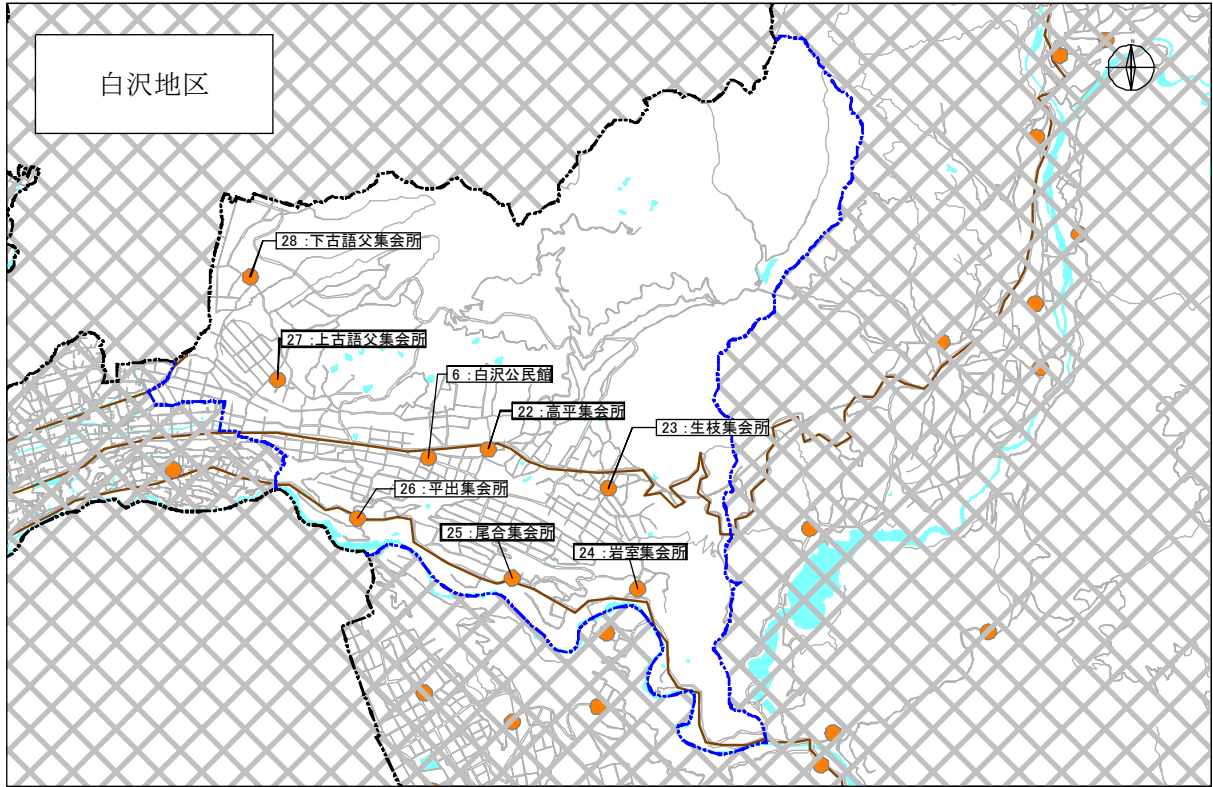 白沢地区
N
28 :下古語父集会所
27 :上古語父集会所
6 :白沢公民館
22 :高平集会所
23 :生枝集会所
26 :平出集会所
25 :尾合集会所
24 :岩室集会所